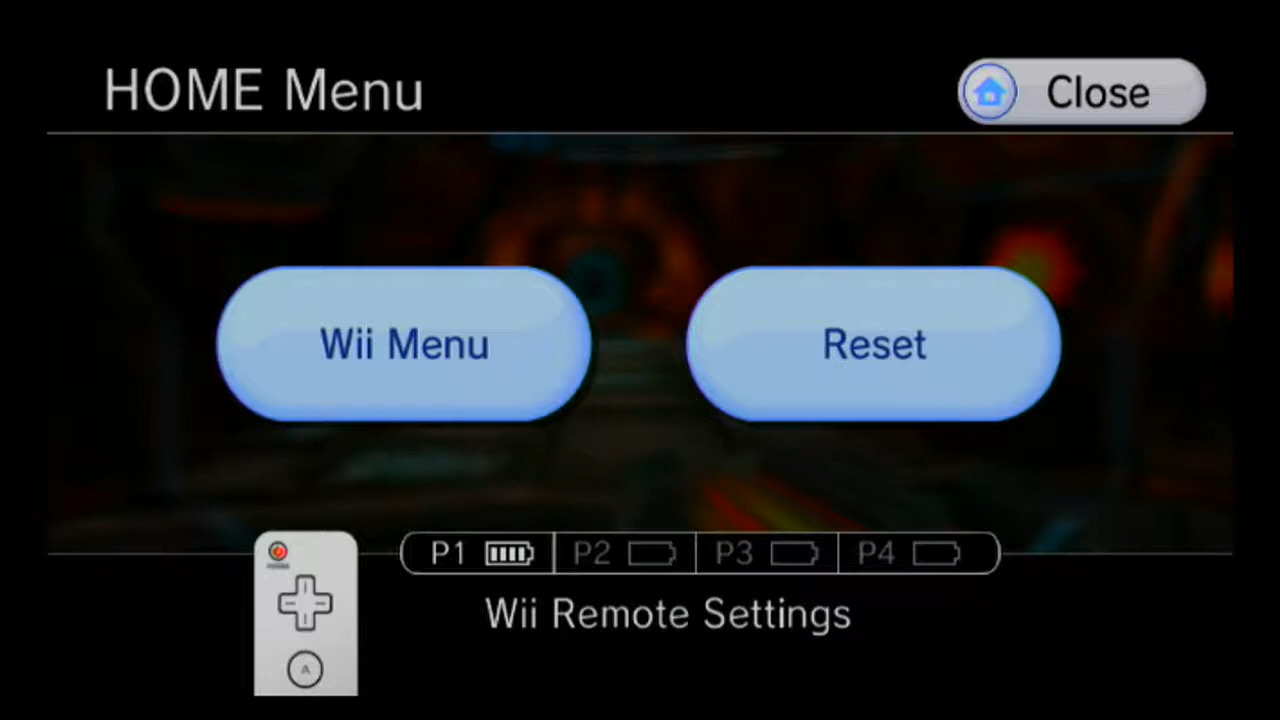 HOME Menu
Close
Wii Menu
Reset
P1 P2 P3 P4
Wii Remote Settings
A